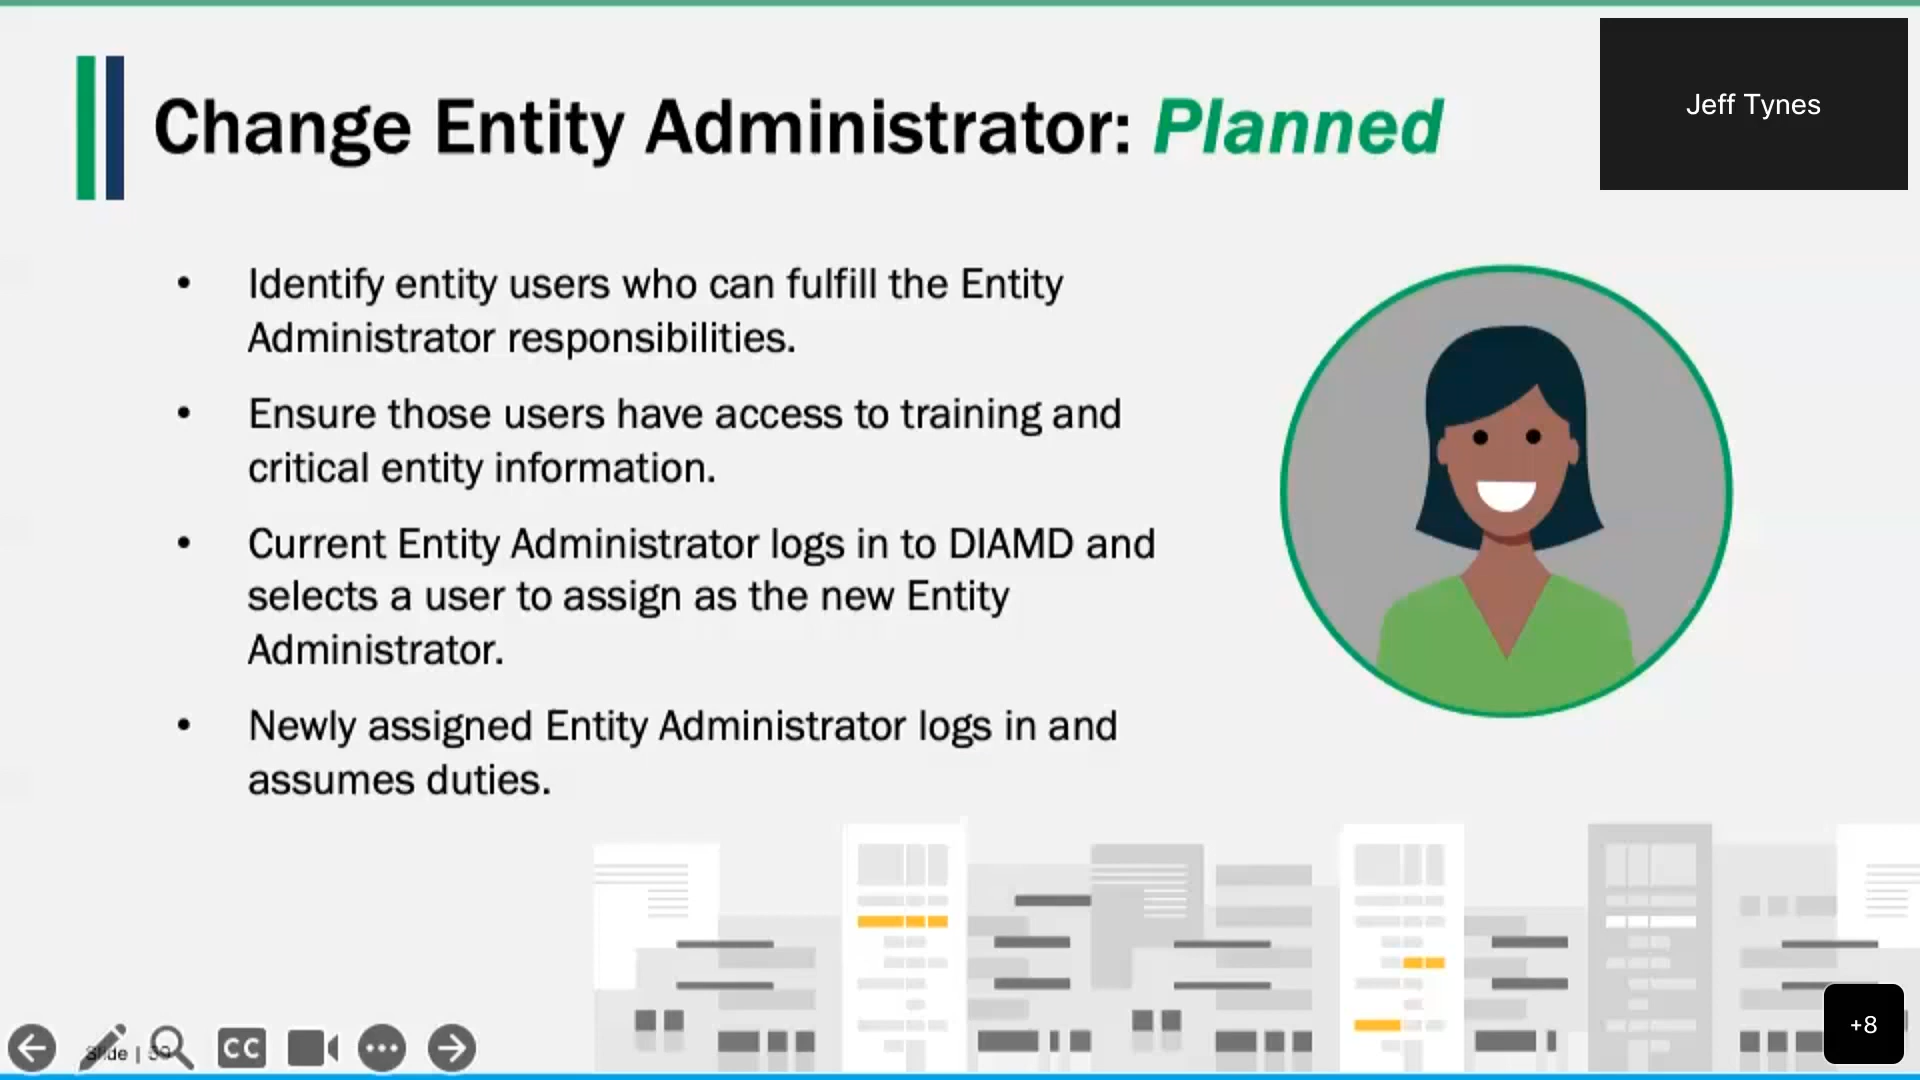 Change Entity Administrator: Planned
Jeff Tynes
• Identify entity users who can fulfill the Entity
Administrator responsibilities.
• Ensure those users have access to training and
critical entity information.
• Current Entity Administrator logs in to DIAMD and
selects a user to assign as the new Entity
Administrator.
• Newly assigned Entity Administrator logs in and
assumes duties.
Slide |
CC
+8